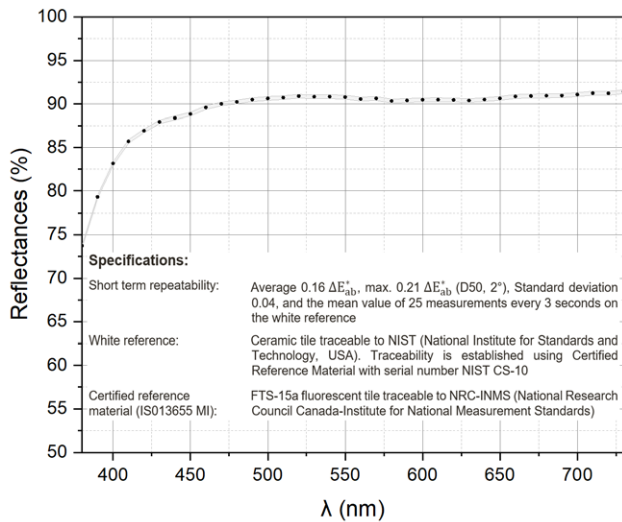 100
95
90
85
80
75
70
65
60
55
50
Reflectances (%)
Specifications:
Short term repeatability: Average 0.16 ΔE*ab, max. 0.21 ΔE*ab (D50, 2°), Standard deviation
0.04, and the mean value of 25 measurements every 3 seconds on
the white reference
White reference: Ceramic tile traceable to NIST (National Institute for Standards and
Technology, USA). Traceability is established using Certified
Reference Material with serial number NIST CS-10
Certified reference FTS-15a fluorescent tile traceable to NRC-INMS (National Research
material (IS013655 MI): Council Canada-Institute for National Measurement Standards)
400 450 500 550 600 650 700
λ (nm)